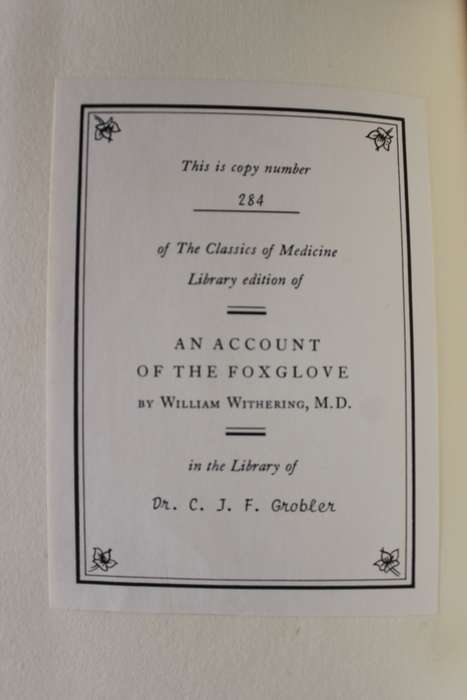 This is copy number
284
of The Classics of Medicine
Library edition of
AN ACCOUNT
OF THE FOXGLOVE
BY WILLIAM WITHERING, M.D.
in the Library of
Dr. C. J. F. Grobler